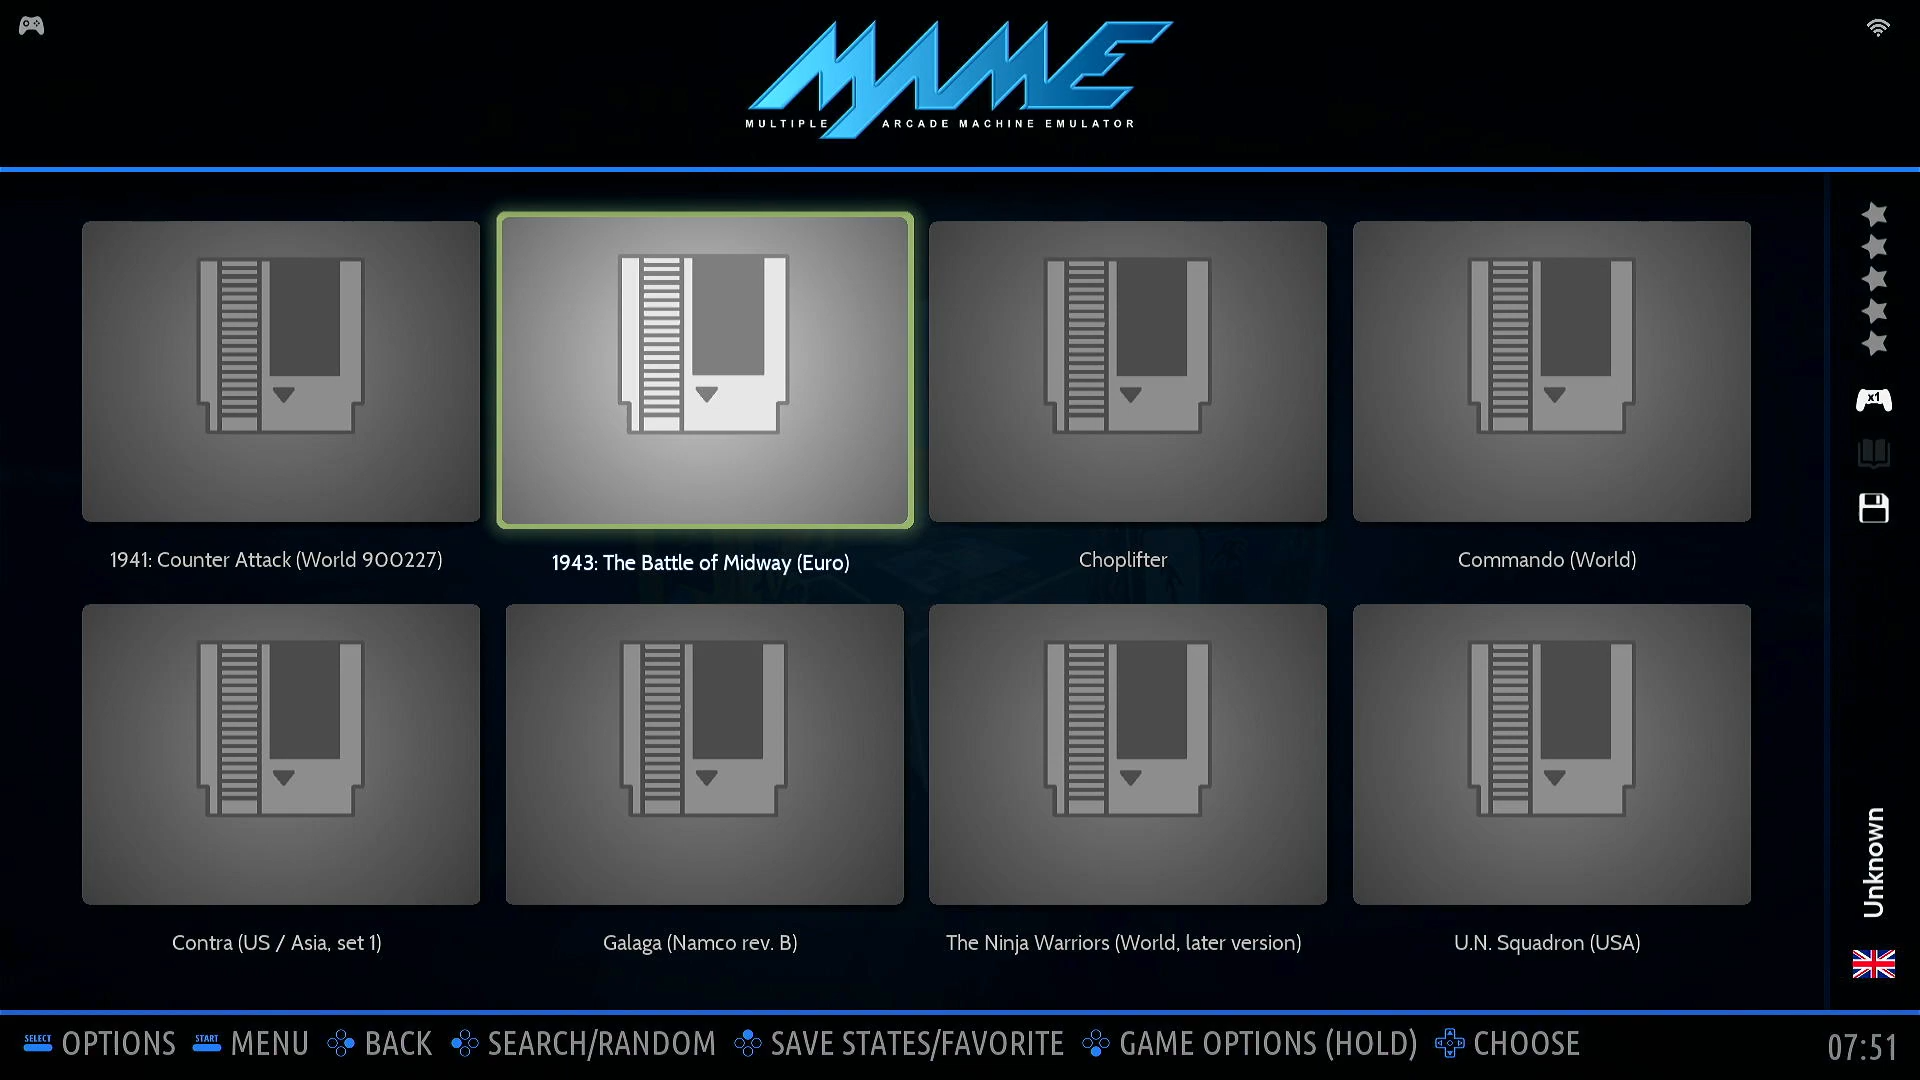 MAME
MULTIPLE ARCADE MACHINE EMULATOR
x1
1941: Counter Attack (World 900227)
1943: The Battle of Midway (Euro)
Choplifter
Commando (World)
Contra (US / Asia, set 1)
Galaga (Namco rev. B)
The Ninja Warriors (World, later version)
U.N. Squadron (USA)
Unknown
SELECT OPTIONS START MENU BACK SEARCH/RANDOM SAVE STATES/FAVORITE GAME OPTIONS (HOLD) CHOOSE 07:51